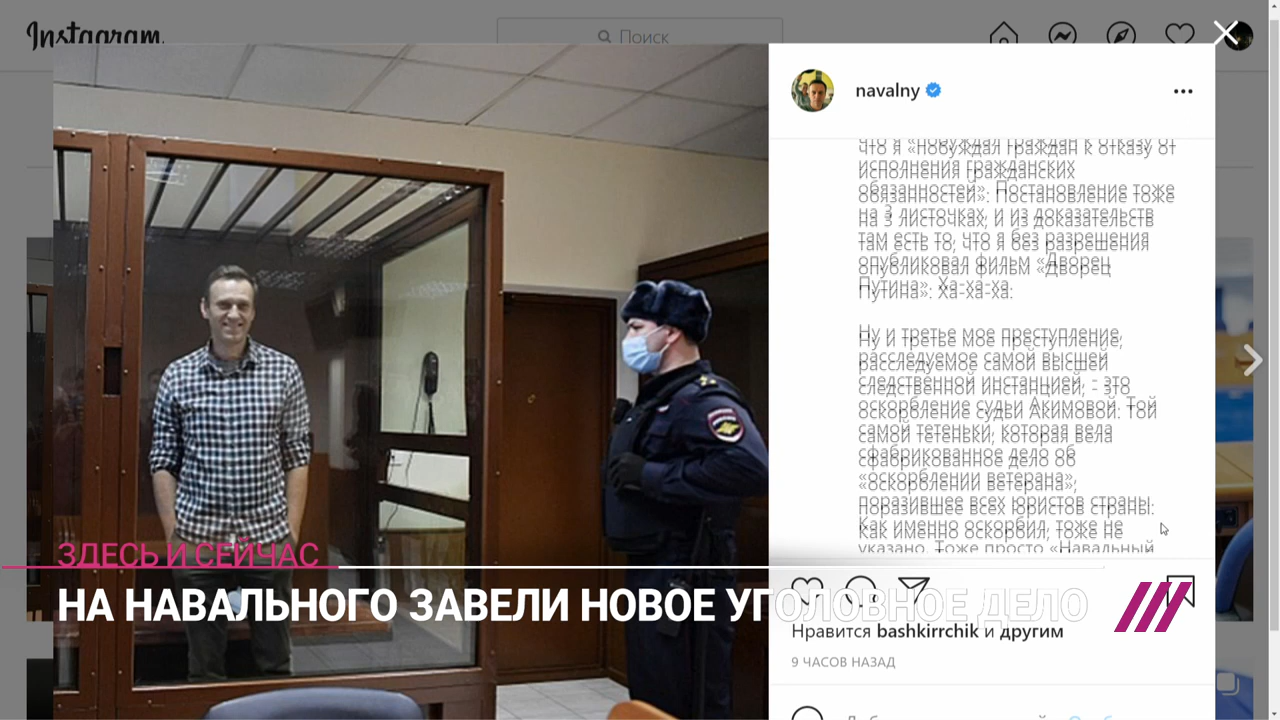 Instagram
Поиск
navalny
что я «побуждал граждан к отказу от
исполнения гражданских
обязанностей». Постановление тоже
на 3 листочках, и из доказательств
там есть то, что я без разрешения
опубликовал фильм «Дворец
Путина». Ха-ха-ха.
Ну и третье мое преступление,
расследуемое самой высшей
следственной инстанцией, - это
оскорбление судьи Акимовой. Той
самой тетеньки, которая вела
сфабрикованное дело об
«оскорблении ветерана»,
поразившее всех юристов страны.
Как именно оскорбил, тоже не
указано. Тоже просто «Навальный
ЗДЕСЬ И СЕЙЧАС
НА НАВАЛЬНОГО ЗАВЕЛИ НОВОЕ УГОЛОВНОЕ ДЕЛО
Нравится bashkirrchik и другим
9 ЧАСОВ НАЗАД